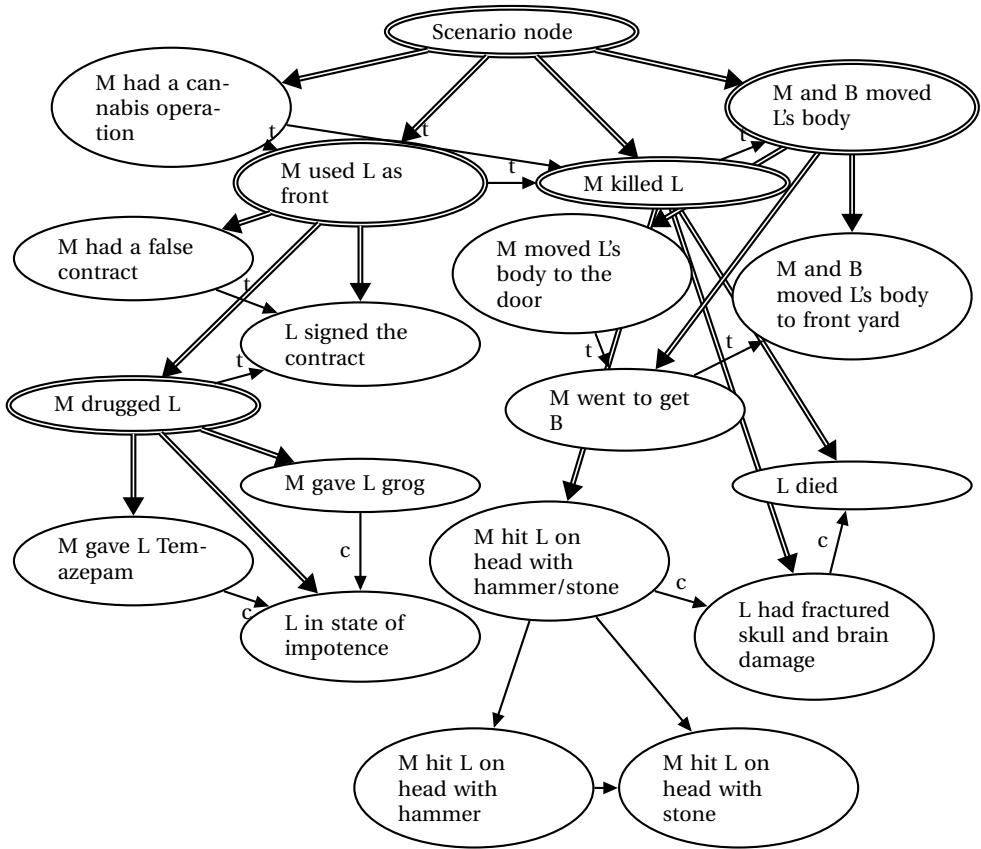 Scenario node
M had a can-
nabis opera-
tion
M and B moved
L's body
t
t
t
M used L as
front
t
M killed L
M had a false
contract
M moved L's
body to the
door
M and B
moved L's body
to front yard
t
L signed the
contract
t
t
t
M drugged L
M went to get
B
M gave L grog
L died
M gave L Tem-
azepam
c
M hit L on
head with
hammer/stone
c
c
c
L in state of
impotence
L had fractured
skull and brain
damage
M hit L on
head with
hammer
M hit L on
head with
stone